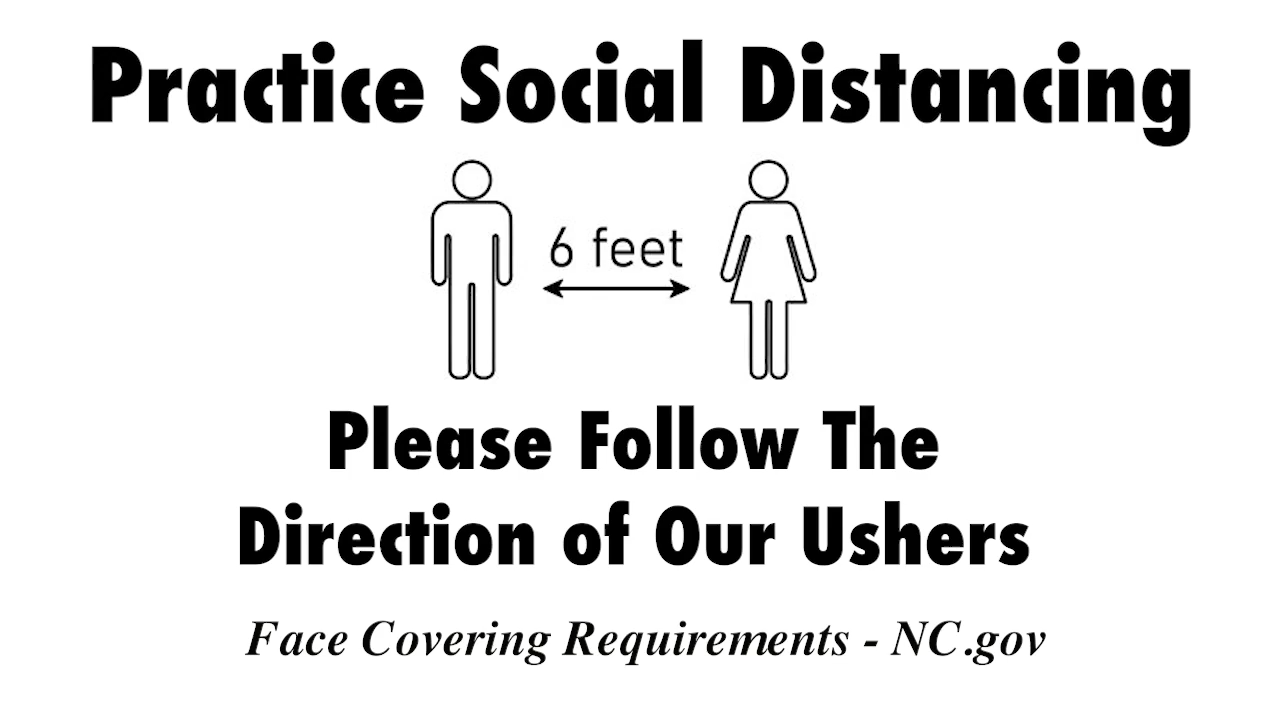 Practice Social Distancing
6 feet
Please Follow The
Direction of Our Ushers
Face Covering Requirements - NC.gov